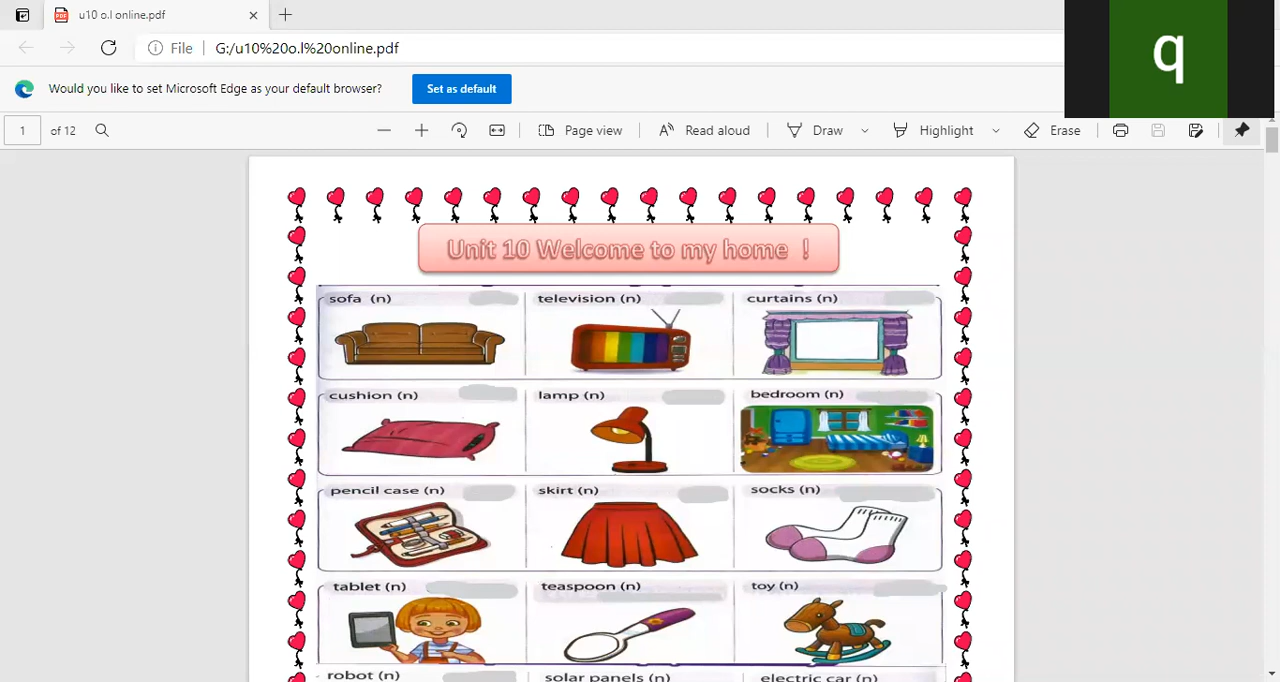 u10 o.l online.pdf
File G:/u10%20o.l%20online.pdf
Would you like to set Microsoft Edge as your default browser? Set as default
1 of 12 Page view Read aloud Draw Highlight Erase
q
Unit 10 Welcome to my home !
sofa (n) television (n) curtains (n)
cushion (n) lamp (n) bedroom (n)
pencil case (n) skirt (n) socks (n)
tablet (n) teaspoon (n) toy (n)
robot (n) solar panels (n) electric car (n)